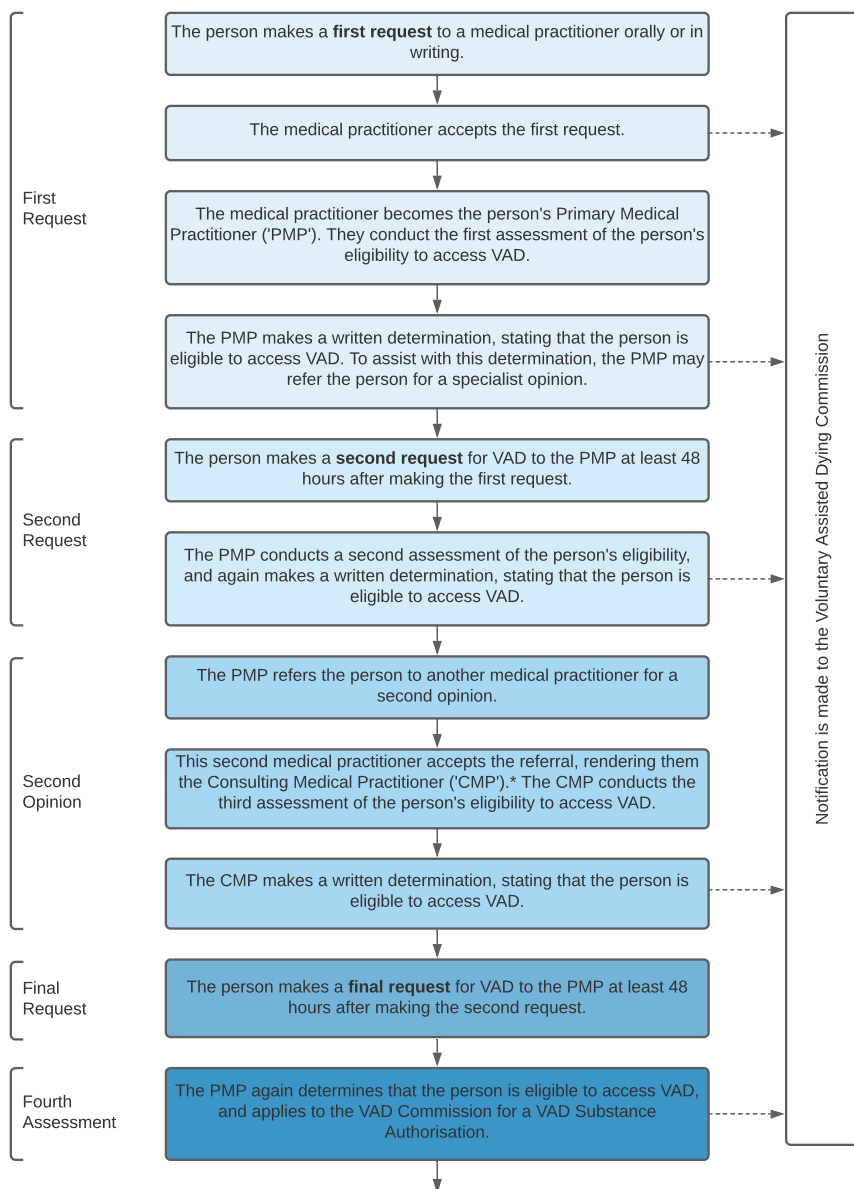 The person makes a first request to a medical practitioner orally or in
writing.
The medical practitioner accepts the first request.
First
Request
The medical practitioner becomes the person's Primary Medical
Practitioner ('PMP'). They conduct the first assessment of the person's
eligibility to access VAD.
The PMP makes a written determination, stating that the person is
eligible to access VAD. To assist with this determination, the PMP may
refer the person for a specialist opinion.
The person makes a second request for VAD to the PMP at least 48
hours after making the first request.
Second
Request
The PMP conducts a second assessment of the person's eligibility,
and again makes a written determination, stating that the person is
eligible to access VAD.
The PMP refers the person to another medical practitioner for a
second opinion.
Second
Opinion
This second medical practitioner accepts the referral, rendering them
the Consulting Medical Practitioner ('CMP').* The CMP conducts the
third assessment of the person's eligibility to access VAD.
The CMP makes a written determination, stating that the person is
eligible to access VAD.
Final
Request
The person makes a final request for VAD to the PMP at least 48
hours after making the second request.
Fourth
Assessment
The PMP again determines that the person is eligible to access VAD,
and applies to the VAD Commission for a VAD Substance
Authorisation.
Notification is made to the Voluntary Assisted Dying Commission